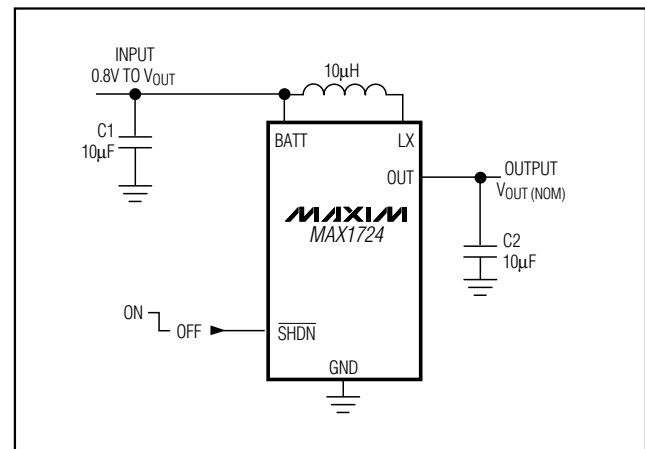 INPUT
0.8V TO VOUT
10μH
C1
10μF
BATT
LX
OUT
OUTPUT
VOUT (NOM)
MAXIM
MAX1724
C2
10μF
ON
OFF
SHDN
GND